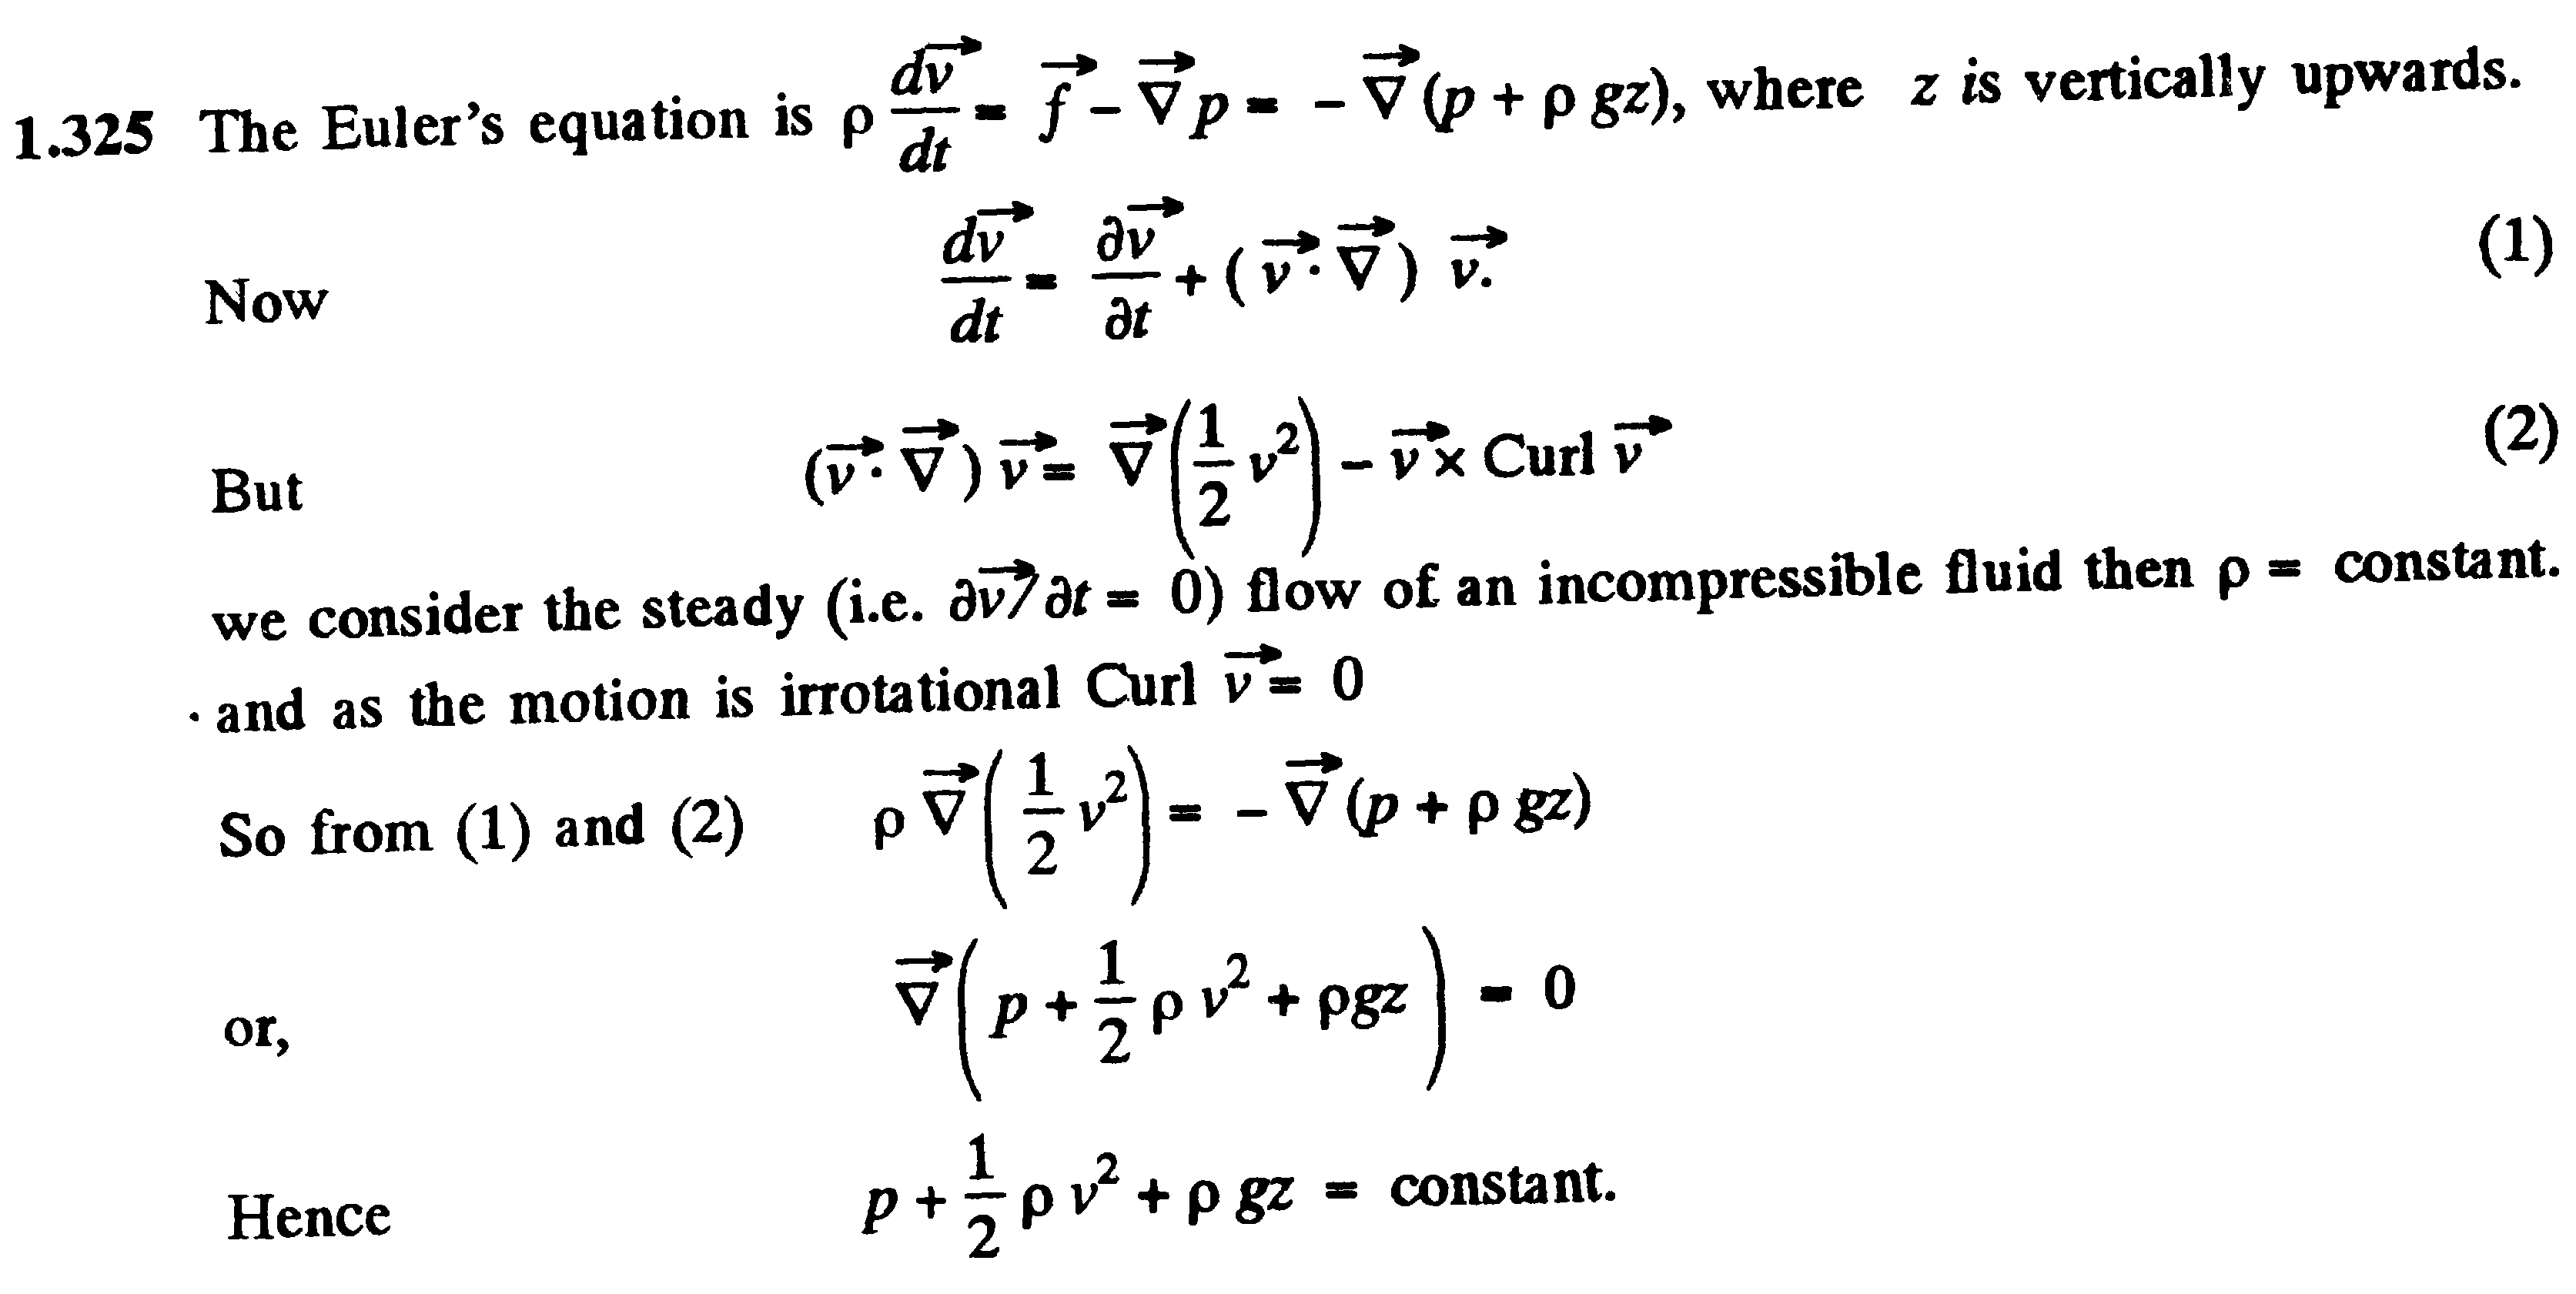 1.325 The Euler's equation is $\rho \frac{d\vec{v}}{dt} = \vec{f} - \vec{\nabla} p = - \vec{\nabla} (p + \rho gz)$, where z is vertically upwards.
Now $\frac{d\vec{v}}{dt} = \frac{\partial \vec{v}}{\partial t} + (\vec{v} \cdot \vec{\nabla}) \vec{v}.$ (1)
But $(\vec{v} \cdot \vec{\nabla}) \vec{v} = \vec{\nabla} \left( \frac{1}{2} v^2 \right) - \vec{v} \times \text{Curl } \vec{v}$ (2)
we consider the steady (i.e. $\partial \vec{v} / \partial t = 0$) flow of an incompressible fluid then $\rho$ = constant.
and as the motion is irrotational Curl $\vec{v} = 0$
So from (1) and (2) $\rho \vec{\nabla} \left( \frac{1}{2} v^2 \right) = - \vec{\nabla} (p + \rho gz)$
or, $\vec{\nabla} \left( p + \frac{1}{2} \rho v^2 + \rho gz \right) = 0$
Hence $p + \frac{1}{2} \rho v^2 + \rho gz$ = constant.